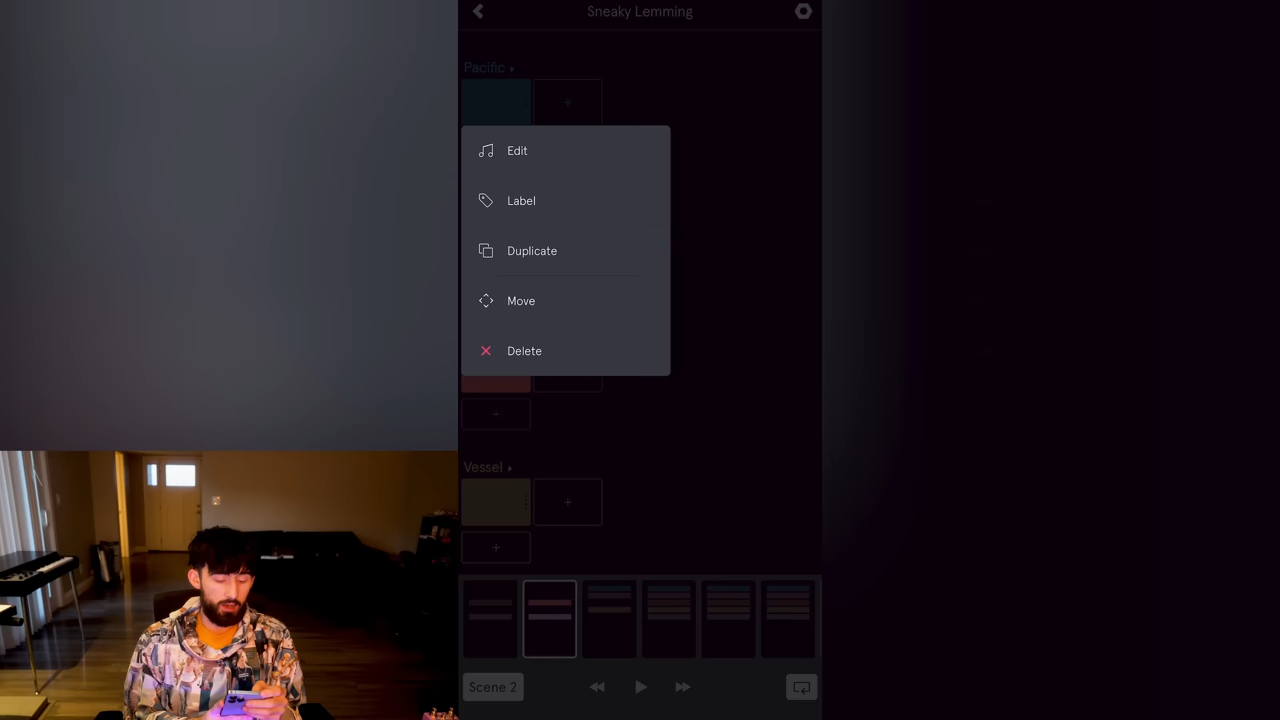 Sneaky Lemming
Pacific
Edit
Label
Duplicate
Move
Delete
Vessel
Scene 2